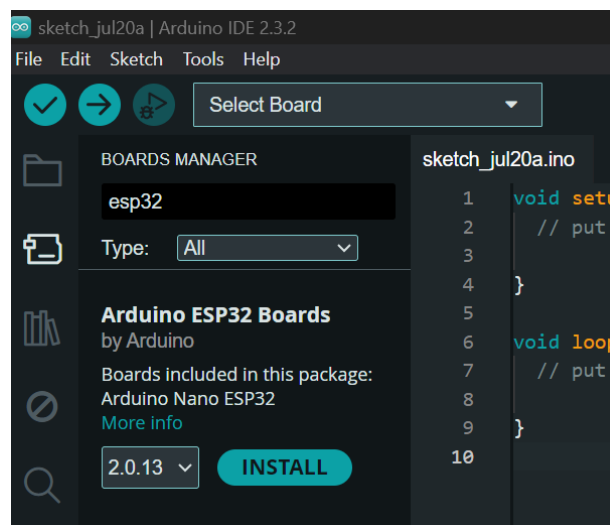 sketch_jul20a | Arduino IDE 2.3.2
File Edit Sketch Tools Help
Select Board
BOARDS MANAGER
esp32
Type: All
Arduino ESP32 Boards
by Arduino
Boards included in this package:
Arduino Nano ESP32
More info
2.0.13 INSTALL
sketch_jul20a.ino
1 void setu
2 // put
3
4 }
5
6 void loop
7 // put
8
9 }
10